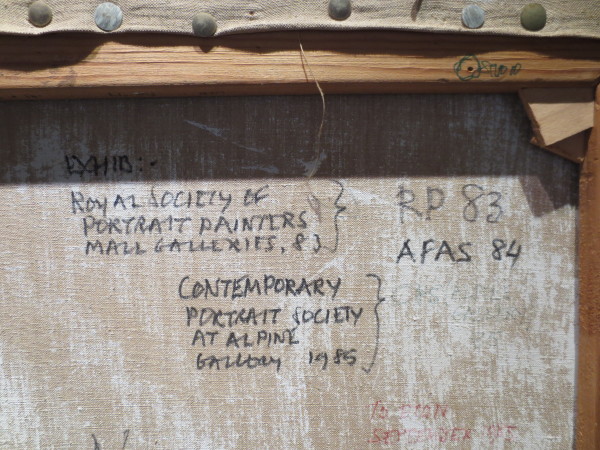 EXHIB:-
ROYAL SOCIETY OF
PORTRAIT PAINTERS
MALL GALLERIES, 83
RP 83
AFAS 84
CONTEMPORARY
PORTRAIT SOCIETY
AT ALPINE
GALLERY 1985
SEPTEMBER